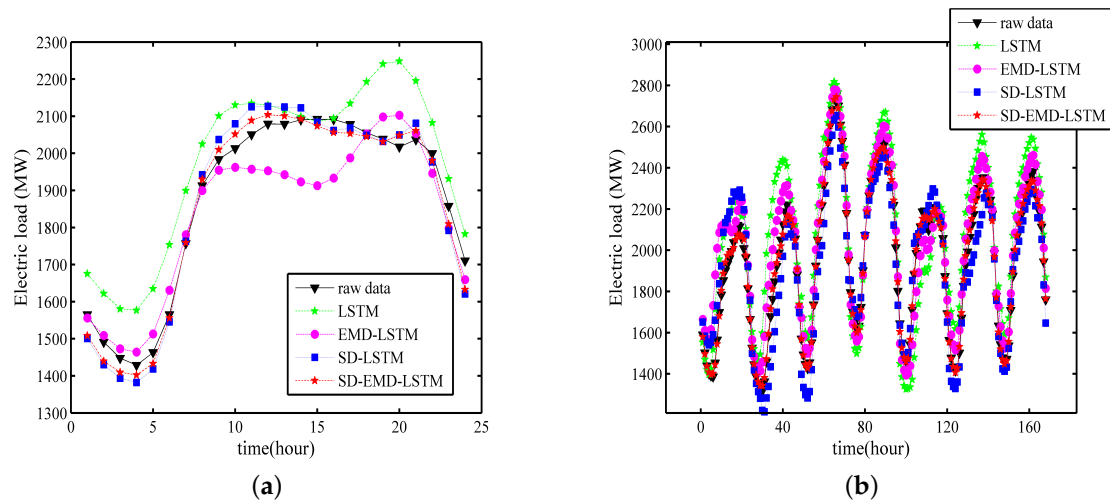 2300
2200
2100
2000
1900
1800
1700
1600
1500
1400
1300
Electric load (MW)
0 5 10 15 20 25
time(hour)
raw data
LSTM
EMD-LSTM
SD-LSTM
SD-EMD-LSTM
(a)
raw data
LSTM
EMD-LSTM
SD-LSTM
SD-EMD-LSTM
3000
2800
2600
2400
2200
2000
1800
1600
1400
Electric load (MW)
0 40 80 120 160
time(hour)
(b)